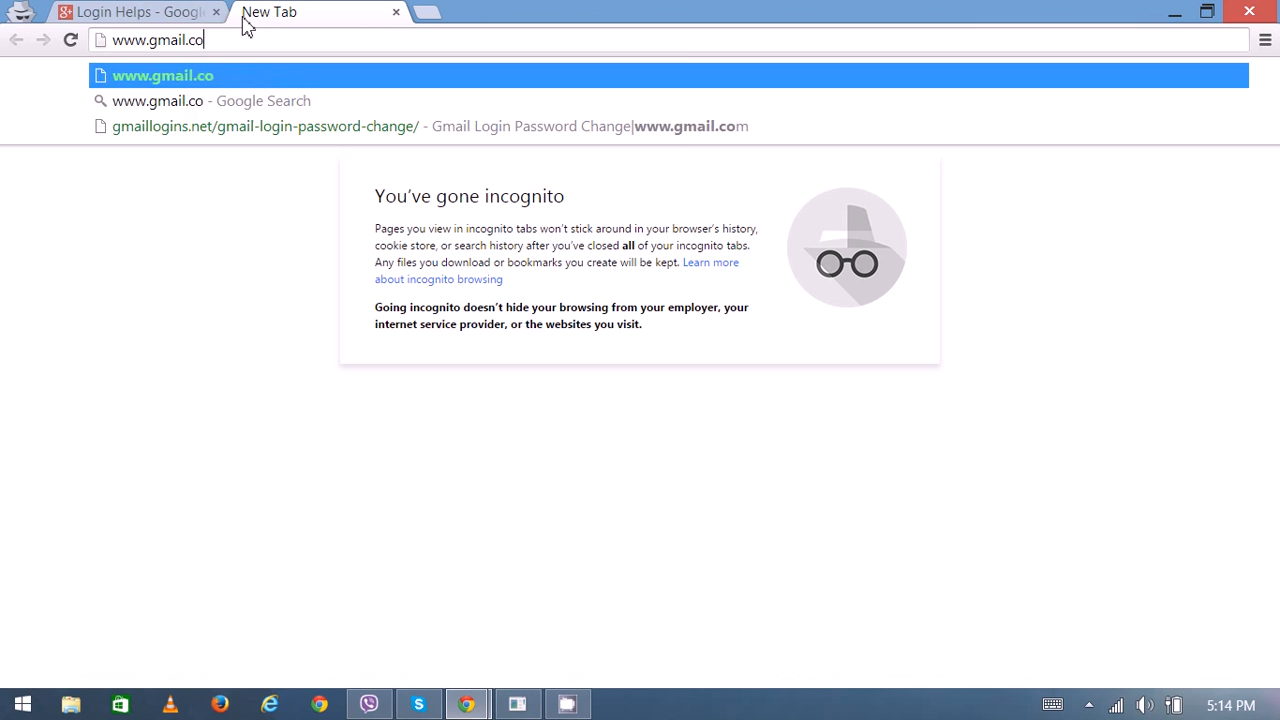 Login Helps - Googl
New Tab
www.gmail.co
www.gmail.co
www.gmail.co - Google Search
gmaillogins.net/gmail-login-password-change/ - Gmail Login Password Change|www.gmail.com
You've gone incognito
Pages you view in incognito tabs won't stick around in your browser's history,
cookie store, or search history after you've closed all of your incognito tabs.
Any files you download or bookmarks you create will be kept. Learn more
about incognito browsing
Going incognito doesn't hide your browsing from your employer, your
internet service provider, or the websites you visit.
5:14 PM